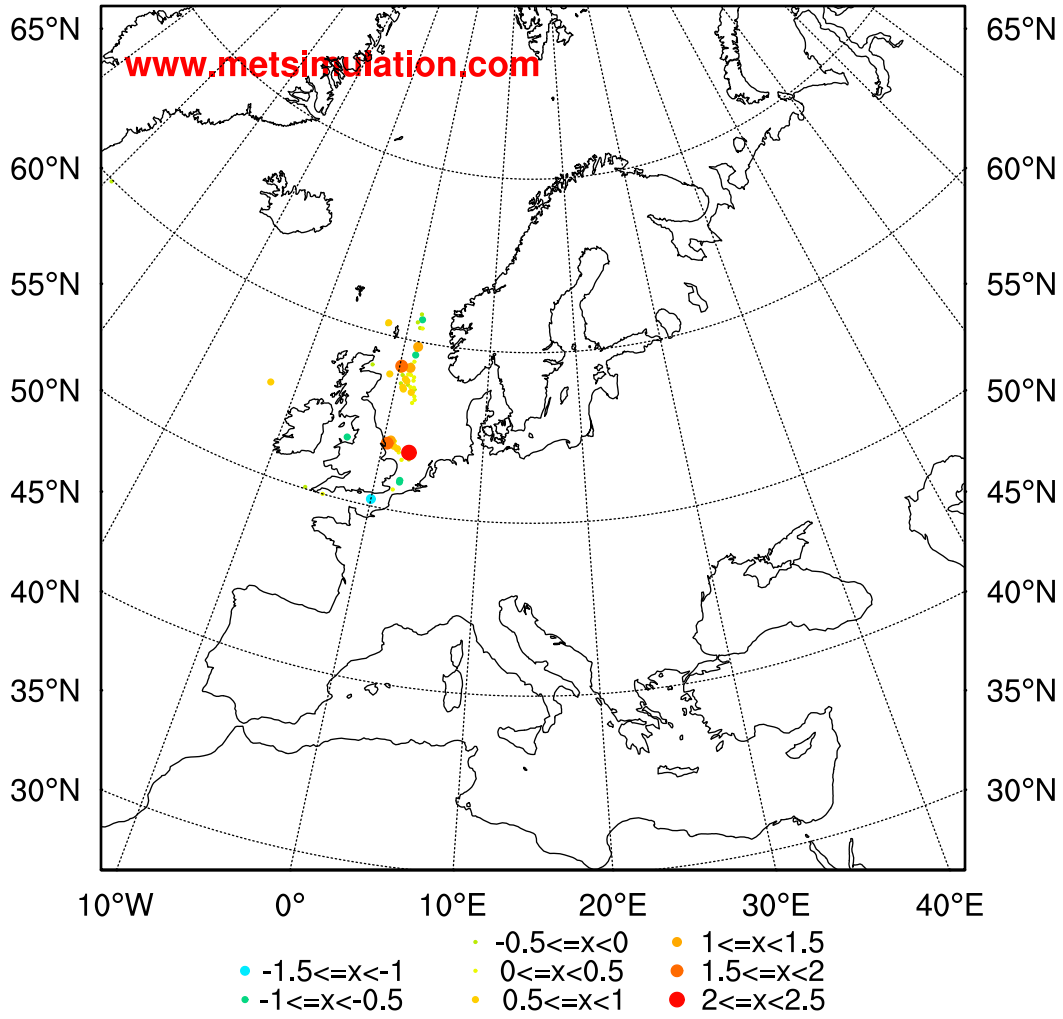 65°N 65°N
www.metsimulation.com
60°N 60°N
55°N 55°N
50°N 50°N
45°N 45°N
40°N 40°N
35°N 35°N
30°N 30°N
10°W 0° 10°E 20°E 30°E 40°E
-0.5<=x<0 1<=x<1.5
-1.5<=x<-1 0<=x<0.5 1.5<=x<2
-1<=x<-0.5 0.5<=x<1 2<=x<2.5